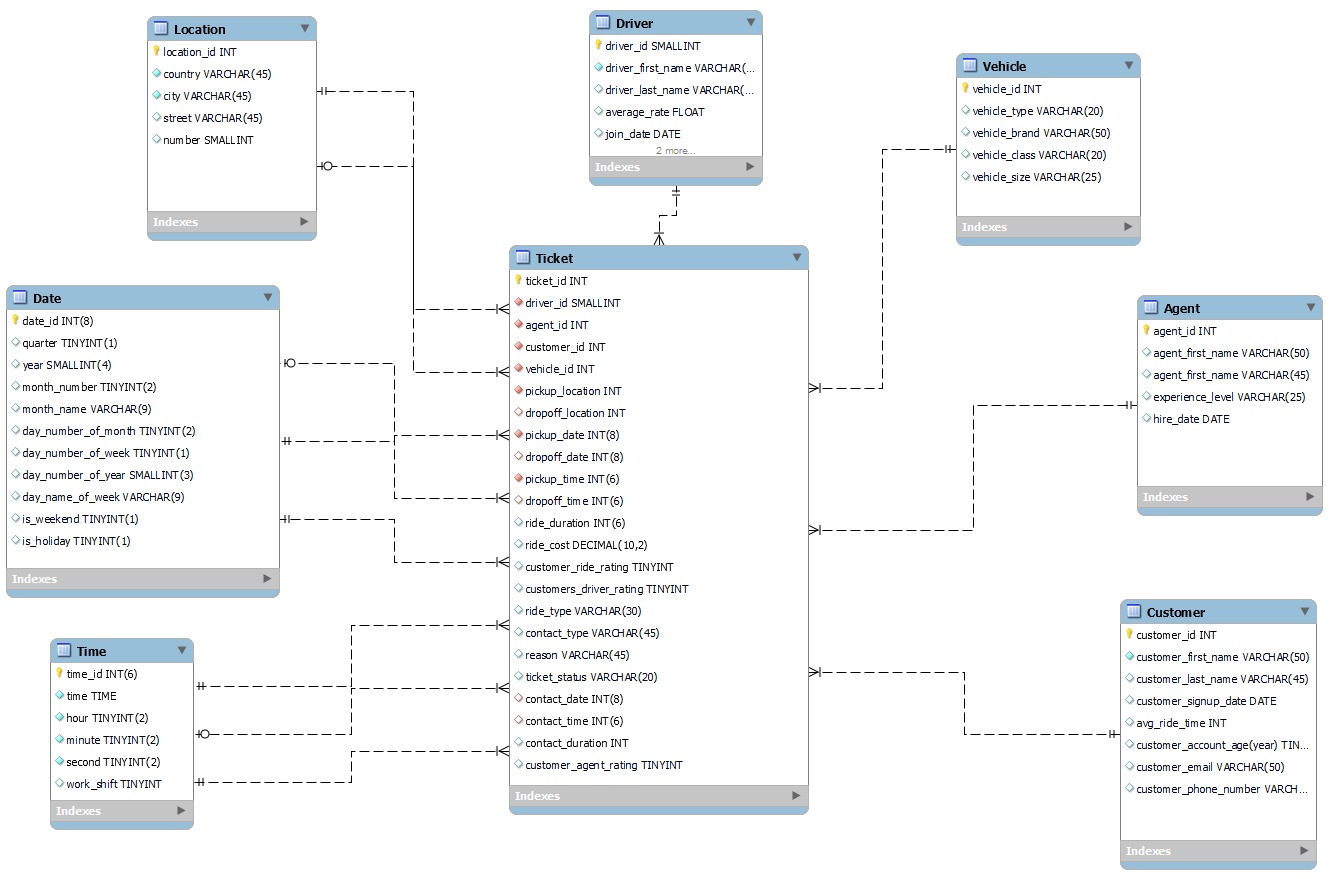 Location
location_id INT
country VARCHAR(45)
city VARCHAR(45)
street VARCHAR(45)
number SMALLINT
Indexes
Driver
driver_id SMALLINT
driver_first_name VARCHAR(...
driver_last_name VARCHAR(...
average_rate FLOAT
join_date DATE
2 more...
Indexes
Vehicle
vehicle_id INT
vehicle_type VARCHAR(20)
vehicle_brand VARCHAR(50)
vehicle_class VARCHAR(20)
vehicle_size VARCHAR(25)
Indexes
Date
date_id INT(8)
quarter TINYINT(1)
year SMALLINT(4)
month_number TINYINT(2)
month_name VARCHAR(9)
day_number_of_month TINYINT(2)
day_number_of_week TINYINT(1)
day_number_of_year SMALLINT(3)
day_name_of_week VARCHAR(9)
is_weekend TINYINT(1)
is_holiday TINYINT(1)
Indexes
Ticket
ticket_id INT
driver_id SMALLINT
agent_id INT
customer_id INT
vehicle_id INT
pickup_location INT
dropoff_location INT
pickup_date INT(8)
dropoff_date INT(8)
pickup_time INT(6)
dropoff_time INT(6)
ride_duration INT(6)
ride_cost DECIMAL(10,2)
customer_ride_rating TINYINT
customers_driver_rating TINYINT
ride_type VARCHAR(30)
contact_type VARCHAR(45)
reason VARCHAR(45)
ticket_status VARCHAR(20)
contact_date INT(8)
contact_time INT(6)
contact_duration INT
customer_agent_rating TINYINT
Indexes
Agent
agent_id INT
agent_first_name VARCHAR(50)
agent_first_name VARCHAR(45)
experience_level VARCHAR(25)
hire_date DATE
Indexes
Time
time_id INT(6)
time TIME
hour TINYINT(2)
minute TINYINT(2)
second TINYINT(2)
work_shift TINYINT
Indexes
Customer
customer_id INT
customer_first_name VARCHAR(50)
customer_last_name VARCHAR(45)
customer_signup_date DATE
avg_ride_time INT
customer_account_age(year) TIN...
customer_email VARCHAR(50)
customer_phone_number VARCH...
Indexes